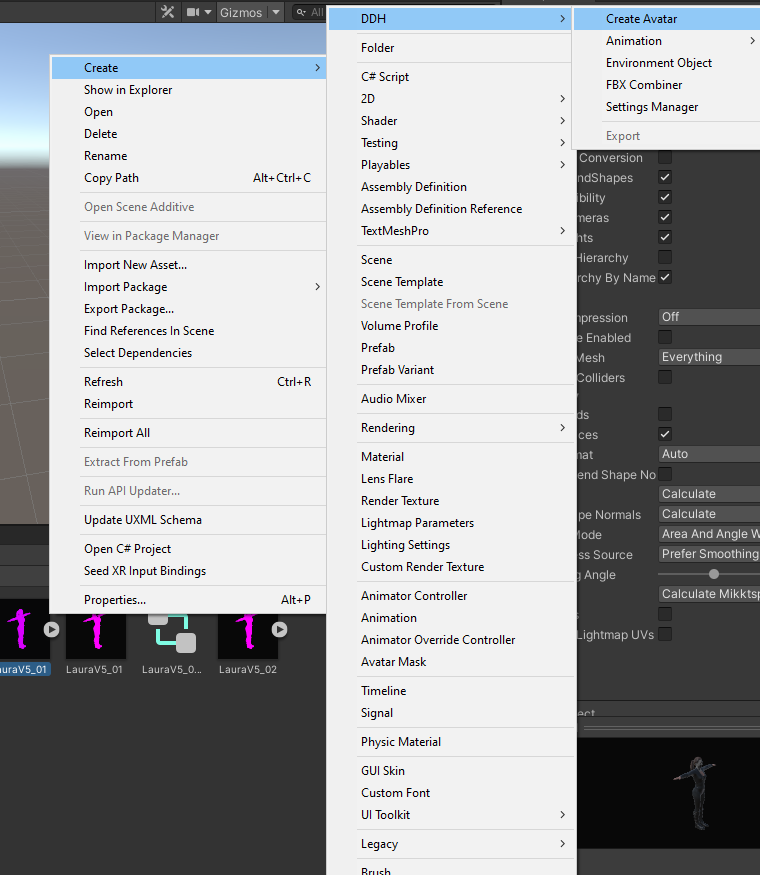 Gizmos
All
Create
Show in Explorer
Open
Delete
Rename
Copy Path Alt+Ctrl+C
Open Scene Additive
View in Package Manager
Import New Asset...
Import Package
Export Package...
Find References In Scene
Select Dependencies
Refresh Ctrl+R
Reimport
Reimport All
Extract From Prefab
Run API Updater...
Update UXML Schema
Open C# Project
Seed XR Input Bindings
Properties... Alt+P
DDH
Folder
C# Script
2D
Shader
Testing
Playables
Assembly Definition
Assembly Definition Reference
TextMeshPro
Scene
Scene Template
Scene Template From Scene
Volume Profile
Prefab
Prefab Variant
Audio Mixer
Rendering
Material
Lens Flare
Render Texture
Lightmap Parameters
Lighting Settings
Custom Render Texture
Animator Controller
Animation
Animator Override Controller
Avatar Mask
Timeline
Signal
Physic Material
GUI Skin
Custom Font
UI Toolkit
Legacy
Brush
Create Avatar
Animation
Environment Object
FBX Combiner
Settings Manager
Export
Conversion
ndShapes
ibility
meras
hts
Hierarchy
rchy By Name
mpression Off
e Enabled
Mesh Everything
Colliders
ds
ces
mat Auto
end Shape No
Calculate
pe Normals Calculate
Mode Area And Angle W
ss Source Prefer Smoothing
g Angle
Calculate Mikktsp
s
Lightmap UVs
ect
auraV5_01
LauraV5_01
LauraV5_0...
LauraV5_02